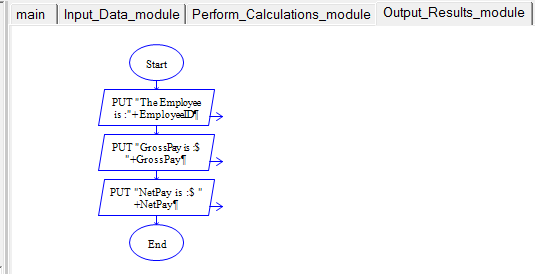 main Input_Data_module Perform_Calculations_module Output_Results_module
Start
PUT "The Employee
is :"+EmployeeID¶
PUT "GrossPay is :$
"+GrossPay¶
PUT "NetPay is :$ "
+NetPay¶
End